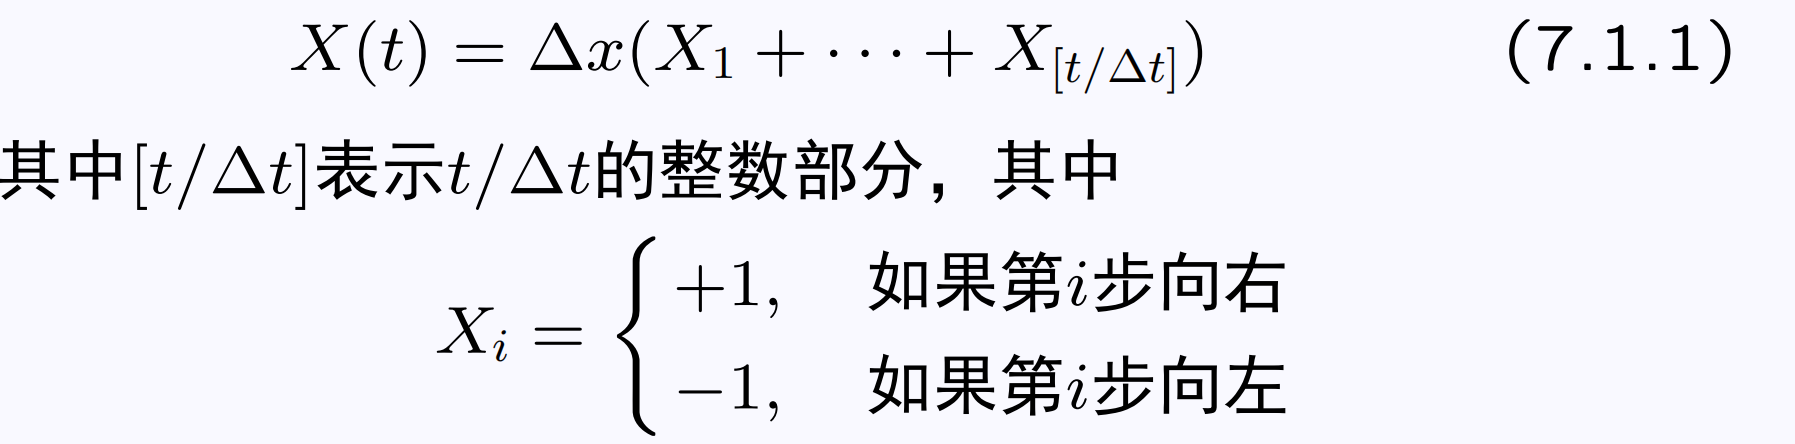 X(t) = Δx(X₁ + ··· + X_{[t/Δt]}) (7.1.1)
其中[t/Δt]表示t/Δt的整数部分，其中
X_i = { +1, 如果第i步向右
−1, 如果第i步向左